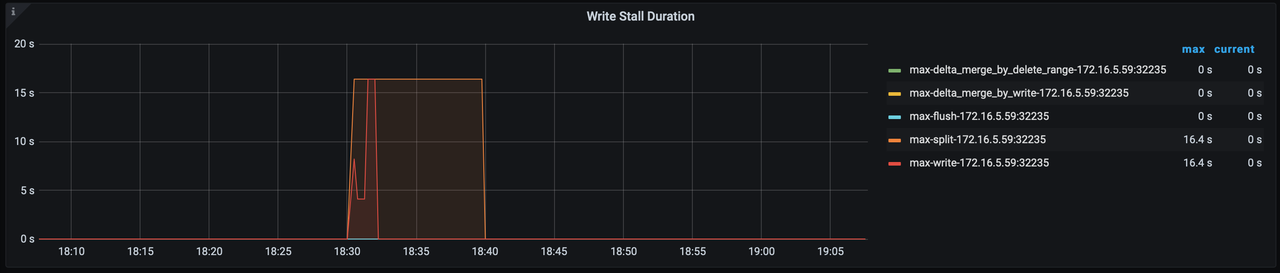 i
Write Stall Duration
20 s
15 s
10 s
5 s
0 s
18:10 18:15 18:20 18:25 18:30 18:35 18:40 18:45 18:50 18:55 19:00 19:05
max current
max-delta_merge_by_delete_range-172.16.5.59:32235 0 s 0 s
max-delta_merge_by_write-172.16.5.59:32235 0 s 0 s
max-flush-172.16.5.59:32235 0 s 0 s
max-split-172.16.5.59:32235 16.4 s 0 s
max-write-172.16.5.59:32235 16.4 s 0 s